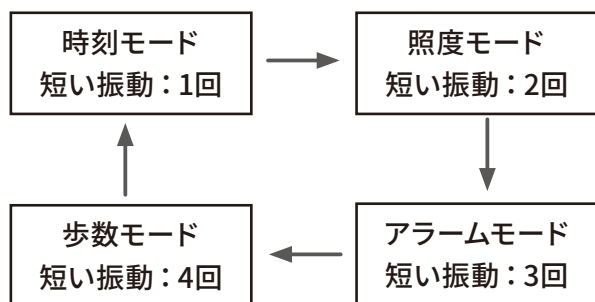 時刻モード
短い振動：1回
照度モード
短い振動：2回
歩数モード
短い振動：4回
アラームモード
短い振動：3回